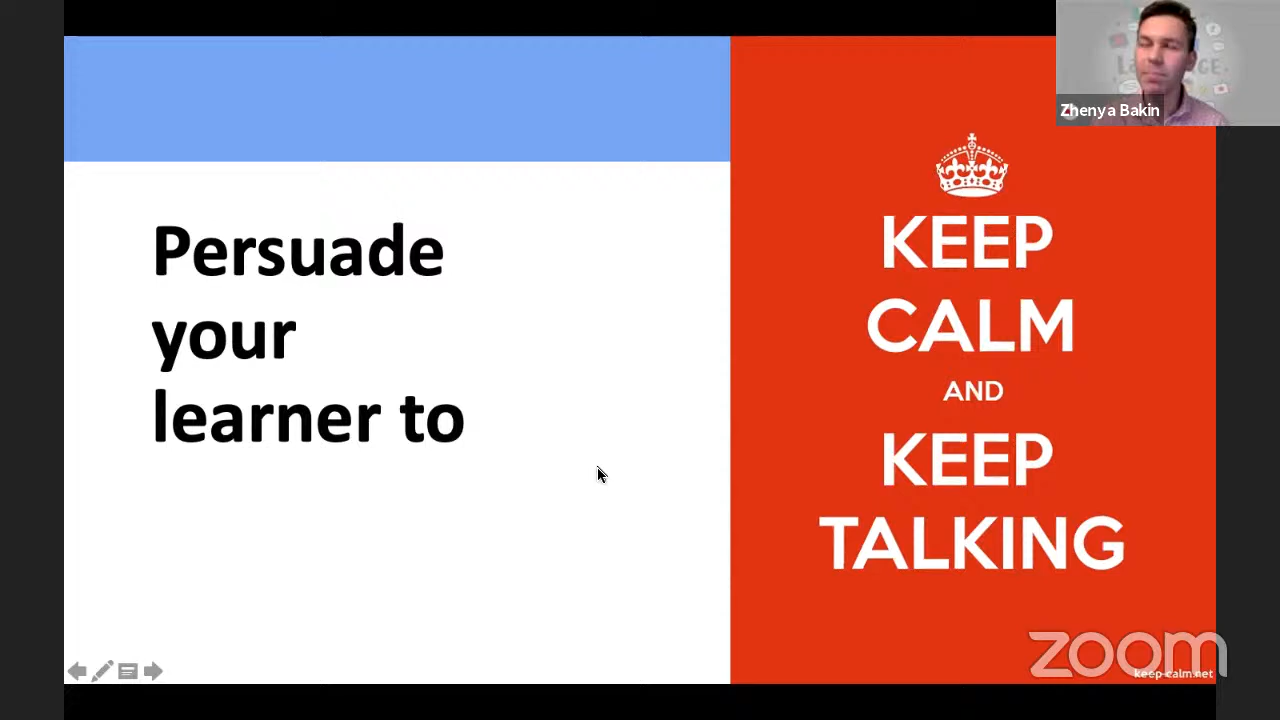 Zhenya Bakin
Persuade
your
learner to
KEEP
CALM
AND
KEEP
TALKING
zoom
keep-calm.net